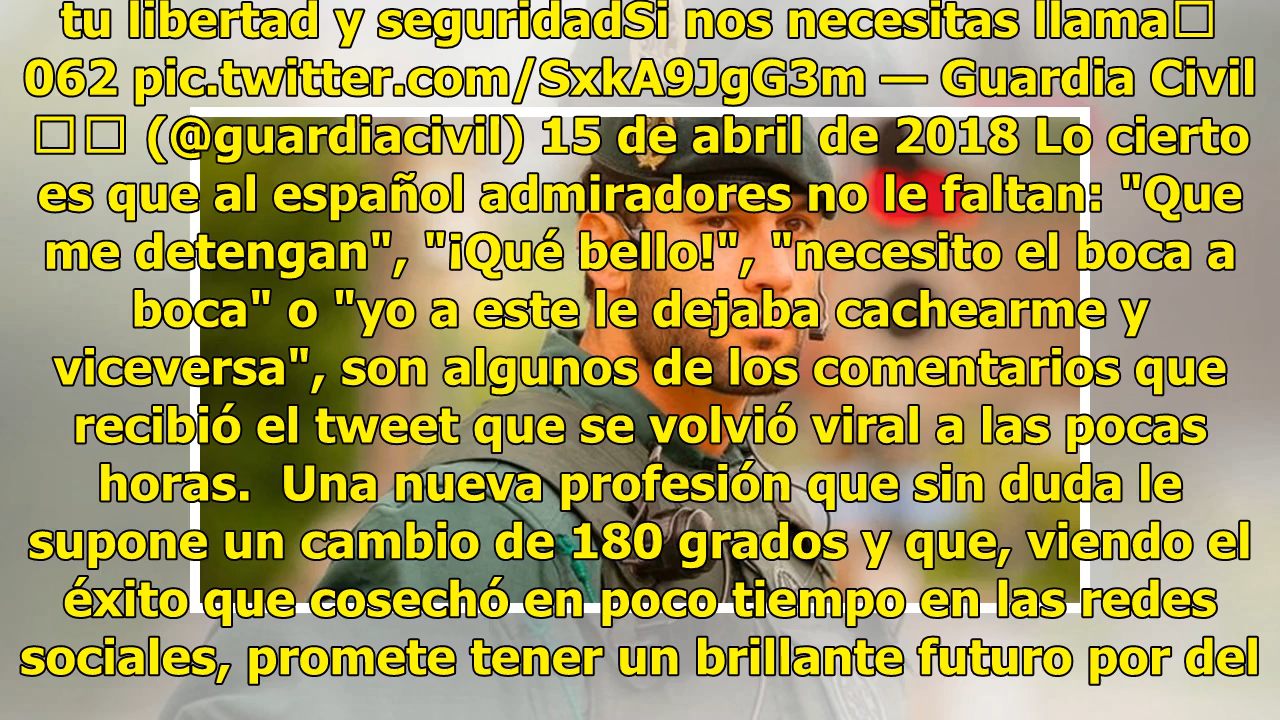 tu libertad y seguridadSi nos necesitas llama□
062 pic.twitter.com/SxkA9JgG3m — Guardia Civil
□□ (@guardiacivil) 15 de abril de 2018 Lo cierto
es que al español admiradores no le faltan: "Que
me detengan", "¡Qué bello!", "necesito el boca a
boca" o "yo a este le dejaba cachearme y
viceversa", son algunos de los comentarios que
recibió el tweet que se volvió viral a las pocas
horas.  Una nueva profesión que sin duda le
supone un cambio de 180 grados y que, viendo el
éxito que cosechó en poco tiempo en las redes
sociales, promete tener un brillante futuro por del